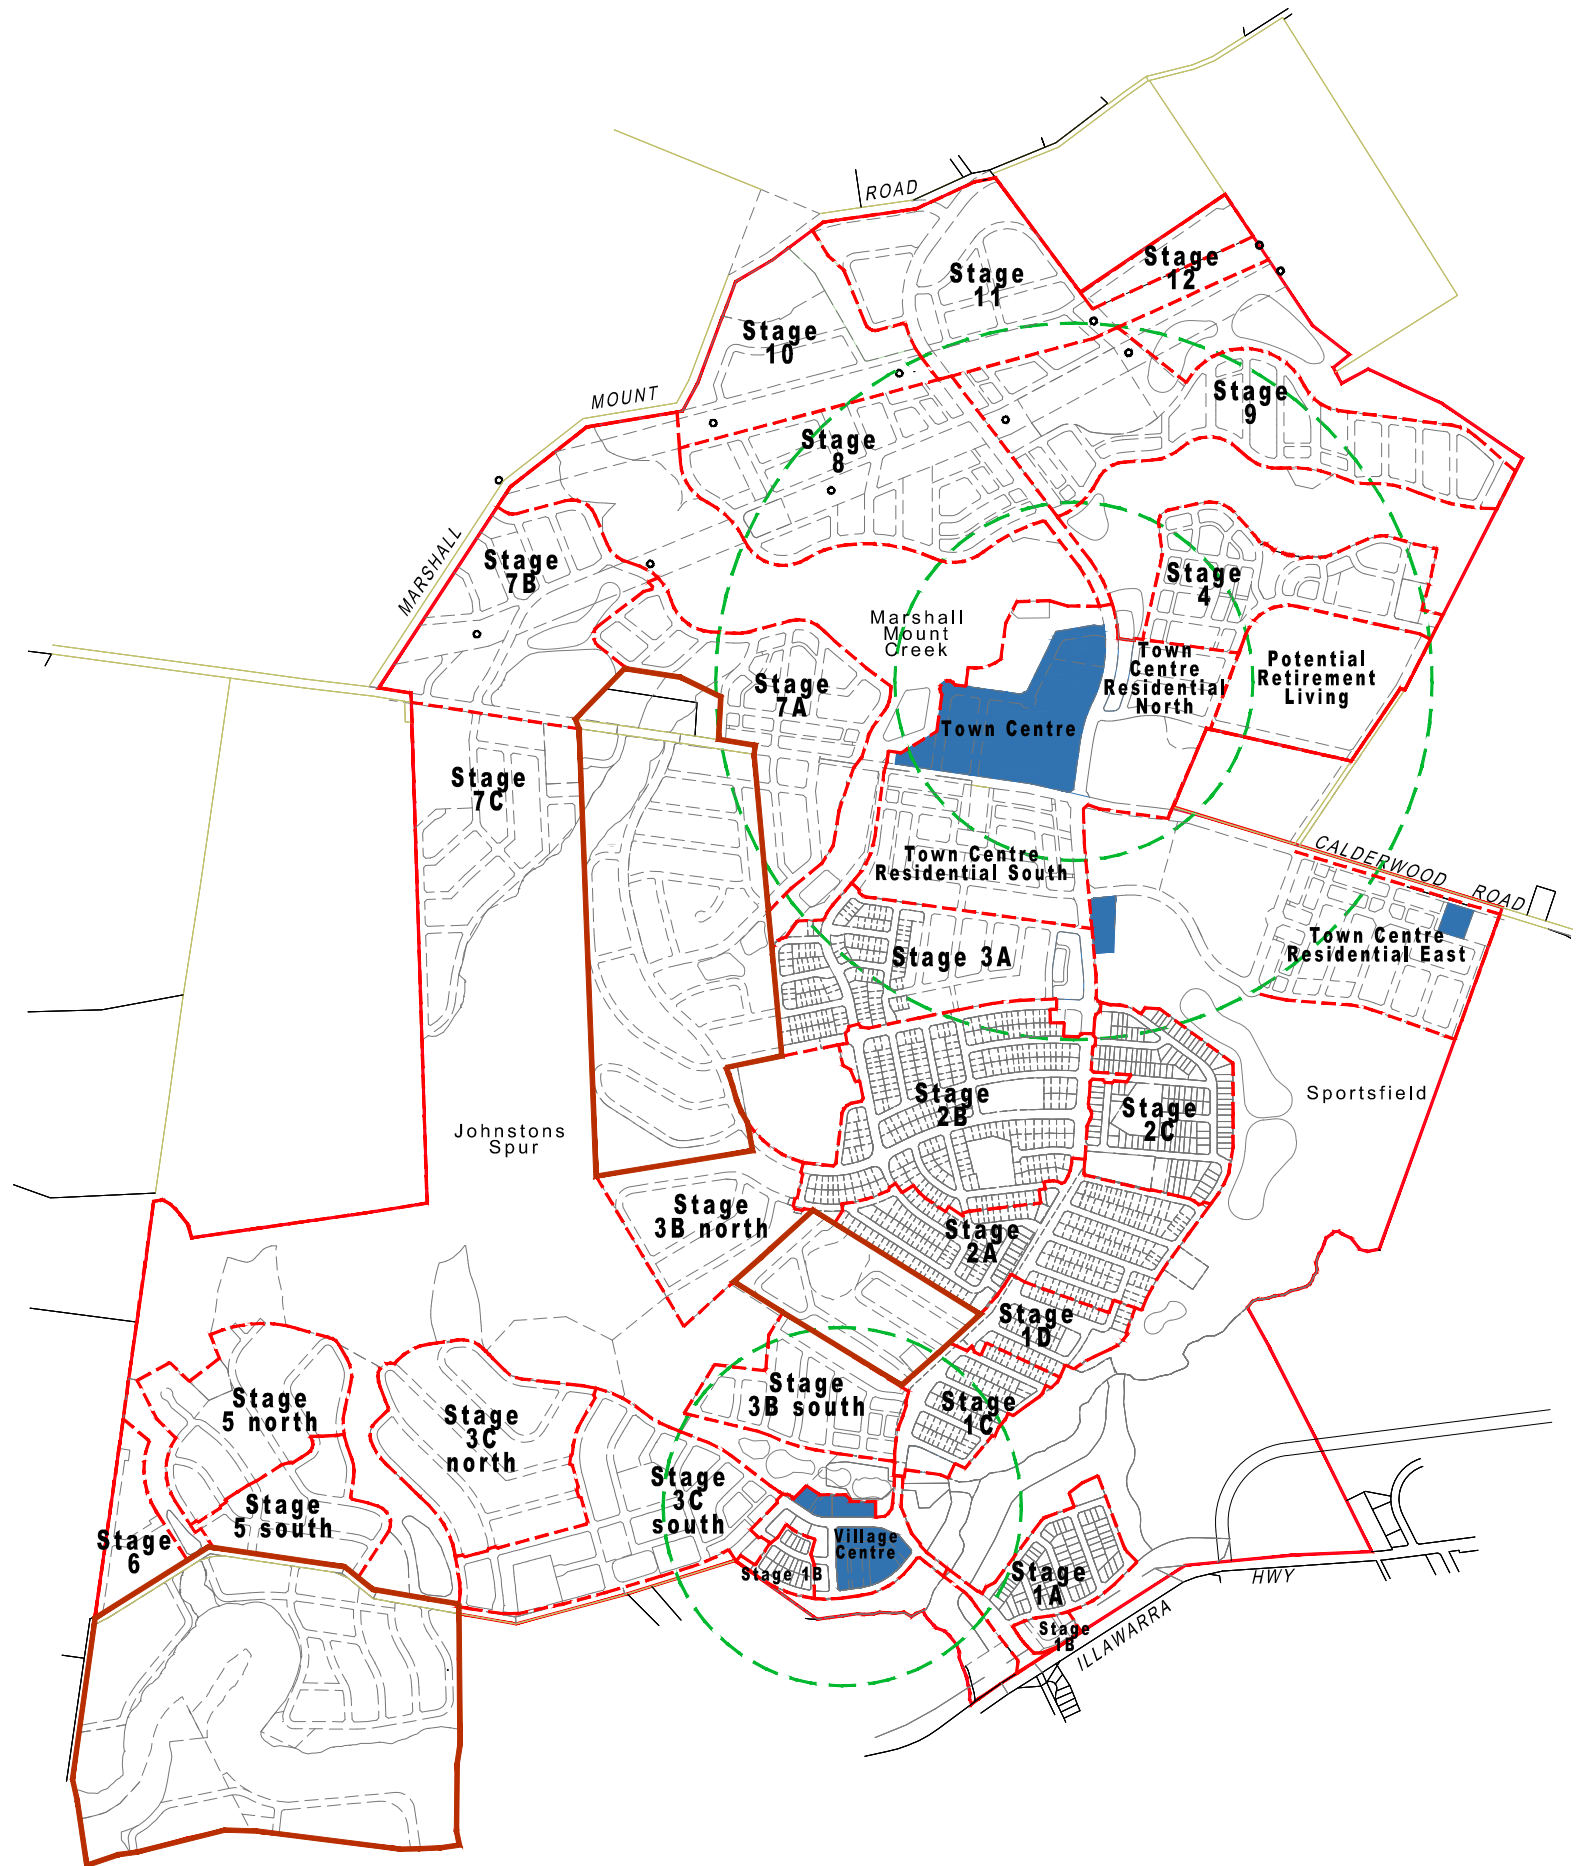 ROAD
Stage
12
Stage
11
Stage
10
MOUNT
Stage
9
Stage
8
MARSHALL
Stage
7B
Stage
4
Marshall
Mount
Creek
Town
Centre
Residential
North
Potential
Retirement
Living
Stage
7A
Town Centre
Stage
7C
Town Centre
Residential South
CALDERWOOD ROAD
Town Centre
Residential East
Stage 3A
Stage
2B
Stage
2C
Sportsfield
Johnstons
Spur
Stage
3B north
Stage
2A
Stage
1D
Stage
3B south
Stage
1C
Stage
5 north
Stage
3C
north
Stage
3C
south
Stage
5 south
Stage
6
Village
Centre
Stage 1B
Stage
1A
Stage
1B
ILLAWARRA
HWY